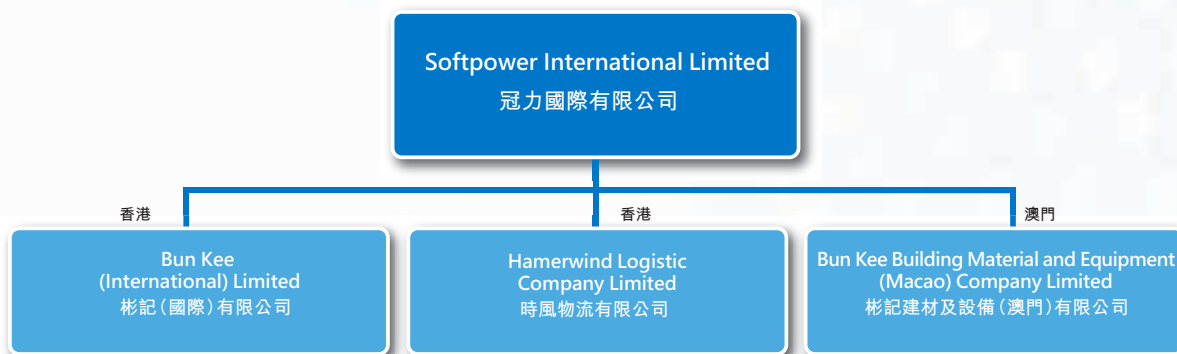 Softpower International Limited
冠力國際有限公司
香港
香港
澳門
Bun Kee
(International) Limited
彬記（國際）有限公司
Hamerwind Logistic
Company Limited
時風物流有限公司
Bun Kee Building Material and Equipment
(Macao) Company Limited
彬記建材及設備（澳門）有限公司